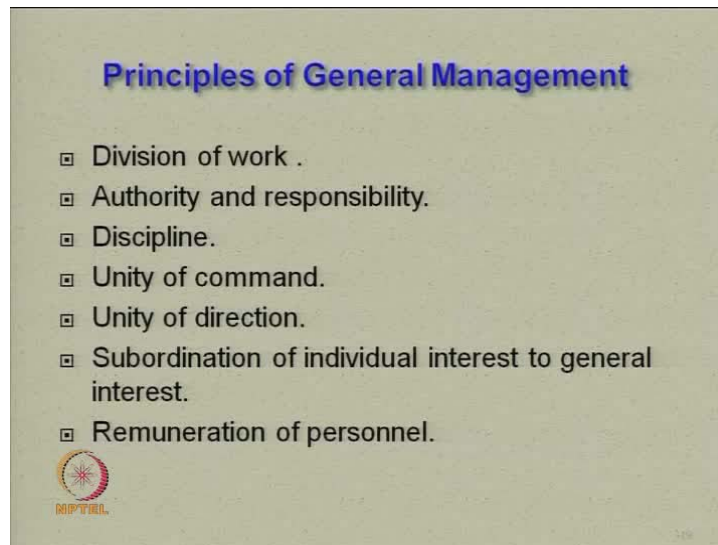 Principles of General Management
Division of work .
Authority and responsibility.
Discipline.
Unity of command.
Unity of direction.
Subordination of individual interest to general
interest.
Remuneration of personnel.
NPTEL